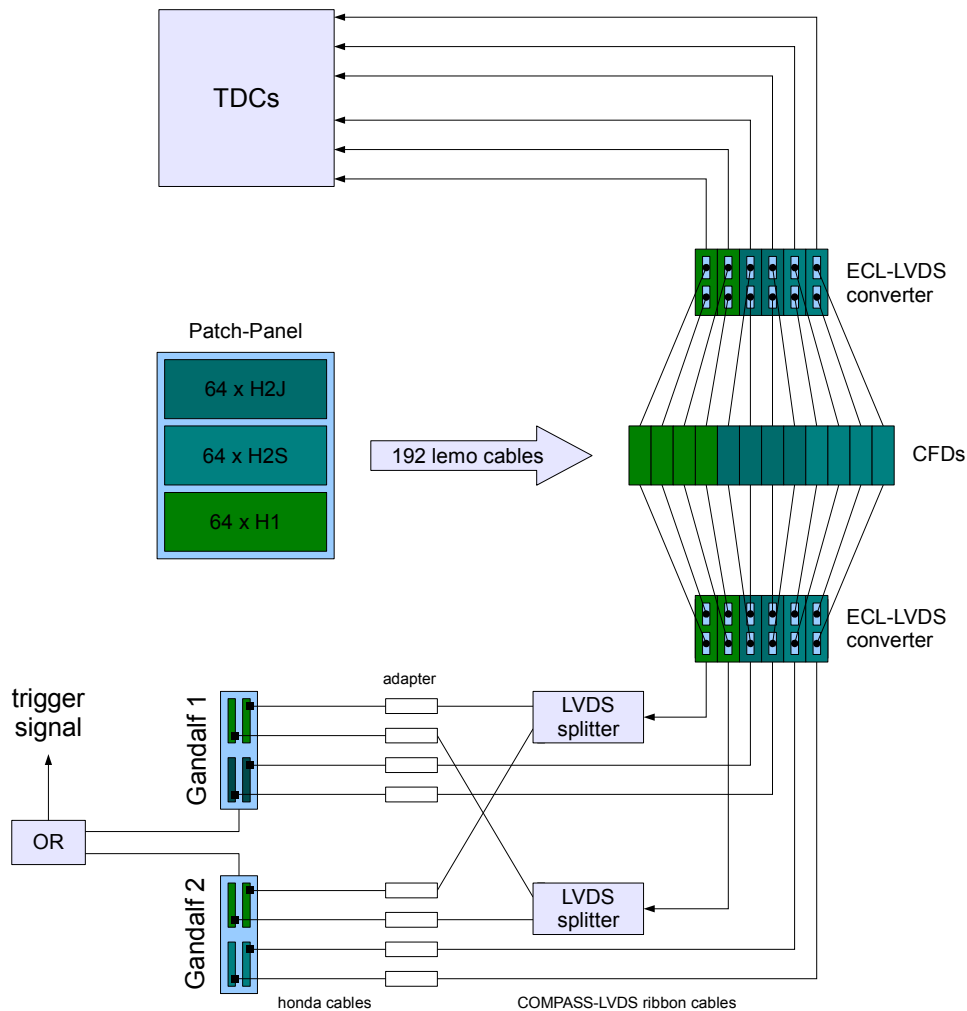 TDCs
ECL-LVDS
converter
Patch-Panel
64 x H2J
64 x H2S
64 x H1
192 lemo cables
CFDs
ECL-LVDS
converter
adapter
trigger
signal
Gandalf 1
LVDS
splitter
OR
Gandalf 2
LVDS
splitter
honda cables
COMPASS-LVDS ribbon cables